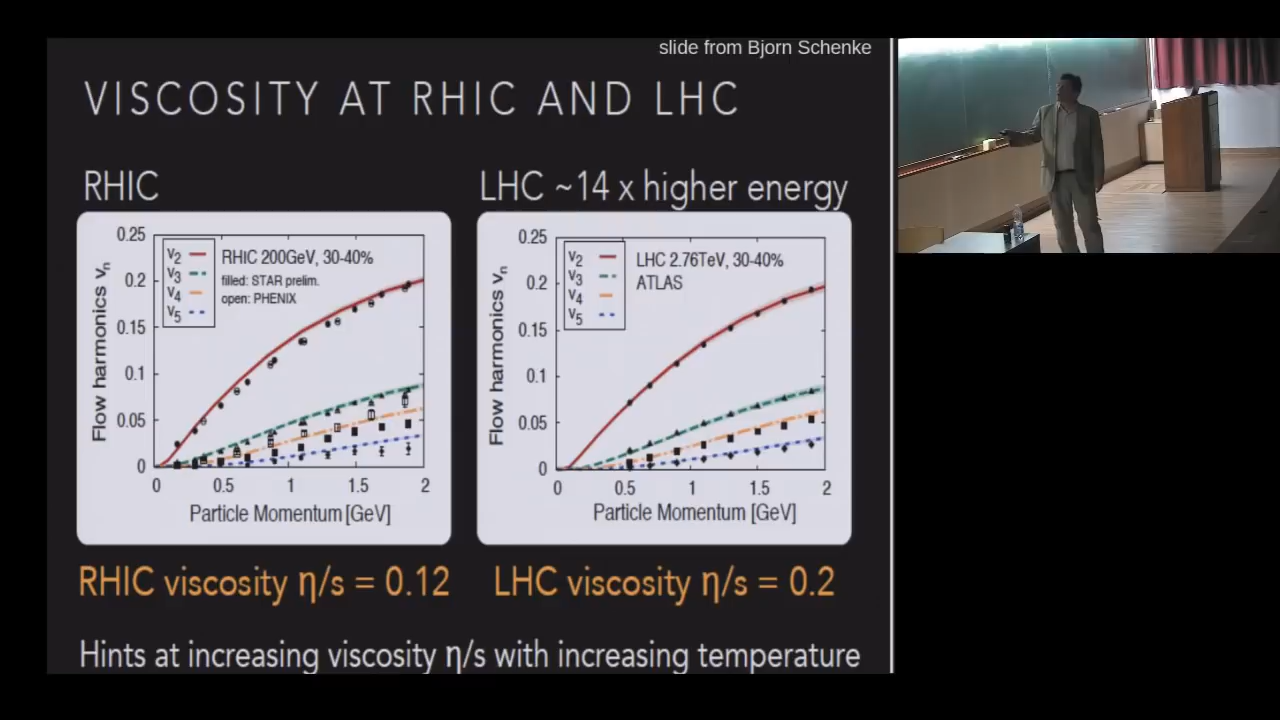 slide from Bjorn Schenke
VISCOSITY AT RHIC AND LHC
RHIC
LHC ~14 x higher energy
Flow harmonics vₙ
0.25
0.2
0.15
0.1
0.05
0
v₂
v₃
v₄
v₅
RHIC 200GeV, 30-40%
filled: STAR prelim.
open: PHENIX
0 0.5 1 1.5 2
Particle Momentum [GeV]
Flow harmonics vₙ
0.25
0.2
0.15
0.1
0.05
0
v₂
v₃
v₄
v₅
LHC 2.76TeV, 30-40%
ATLAS
0 0.5 1 1.5 2
Particle Momentum [GeV]
RHIC viscosity η/s = 0.12
LHC viscosity η/s = 0.2
Hints at increasing viscosity η/s with increasing temperature